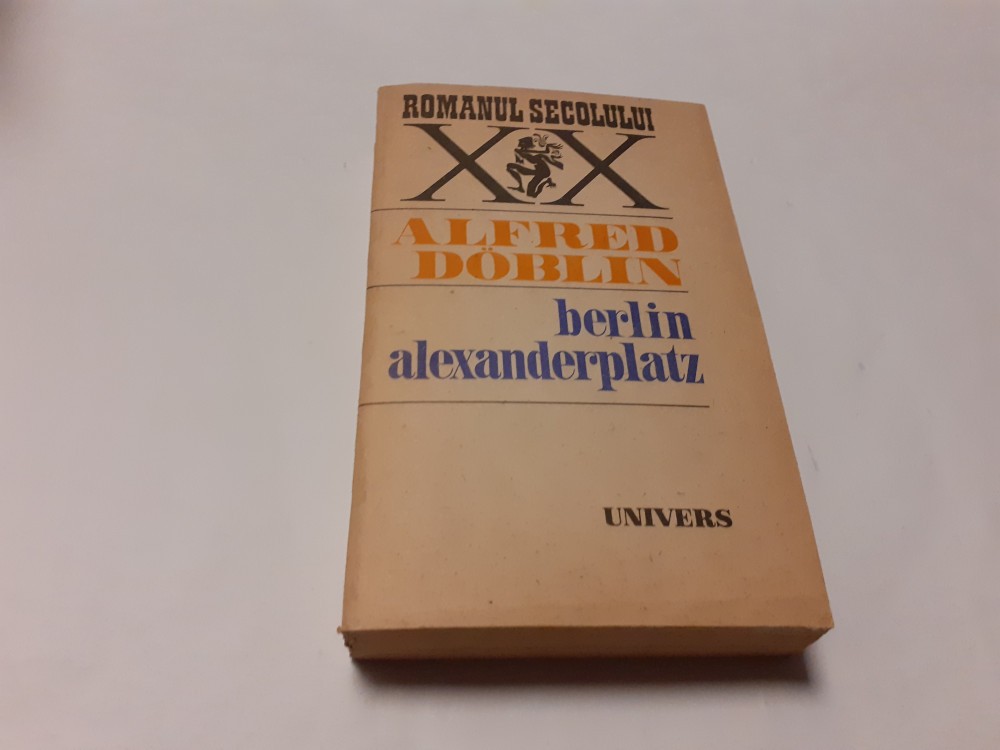 ROMANUL SECOLULUI
XX
ALFRED
DÖBLIN
berlin
alexanderplatz
UNIVERS